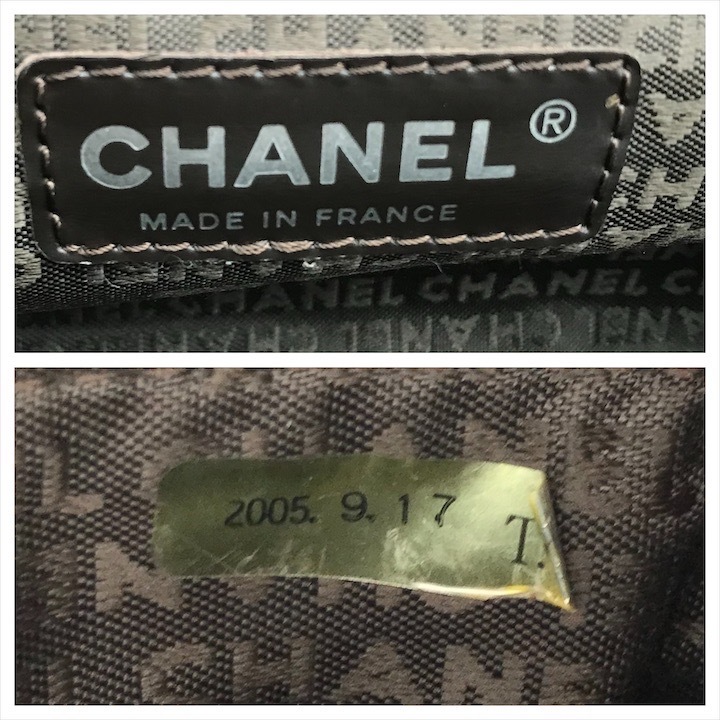 CHANEL®
MADE IN FRANCE
CHANEL CHANEL C
2005. 9. 17 T.